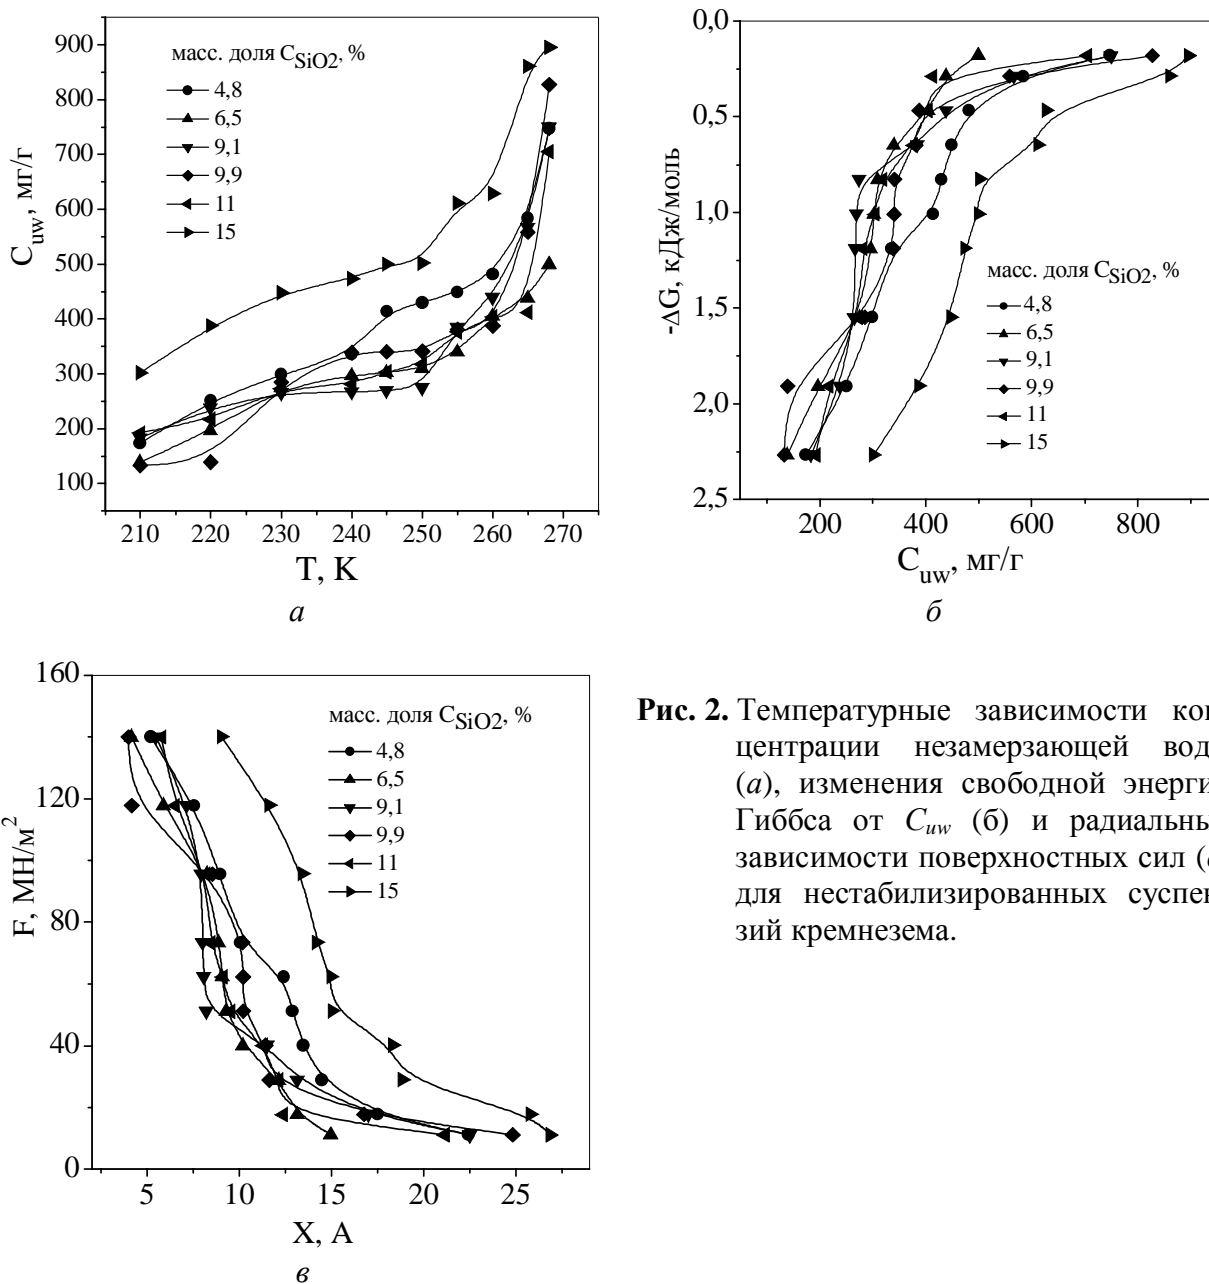 900
800
700
600
500
400
300
200
100
C_uw, мг/г
масс. доля C_SiO2, %
4,8
6,5
9,1
9,9
11
15
210 220 230 240 250 260 270
T, K
а
0,0
0,5
1,0
1,5
2,0
2,5
-ΔG, кДж/моль
масс. доля C_SiO2, %
4,8
6,5
9,1
9,9
11
15
200 400 600 800
C_uw, мг/г
б
160
120
80
40
0
F, МН/м²
масс. доля C_SiO2, %
4,8
6,5
9,1
9,9
11
15
5 10 15 20 25
X, A
в
Рис. 2. Температурные зависимости
центрации незамерзающей
(а), изменения свободной
Гиббса от C_uw (б) и
зависимости поверхностных сил
для нестабилизированных
зий кремнезема.